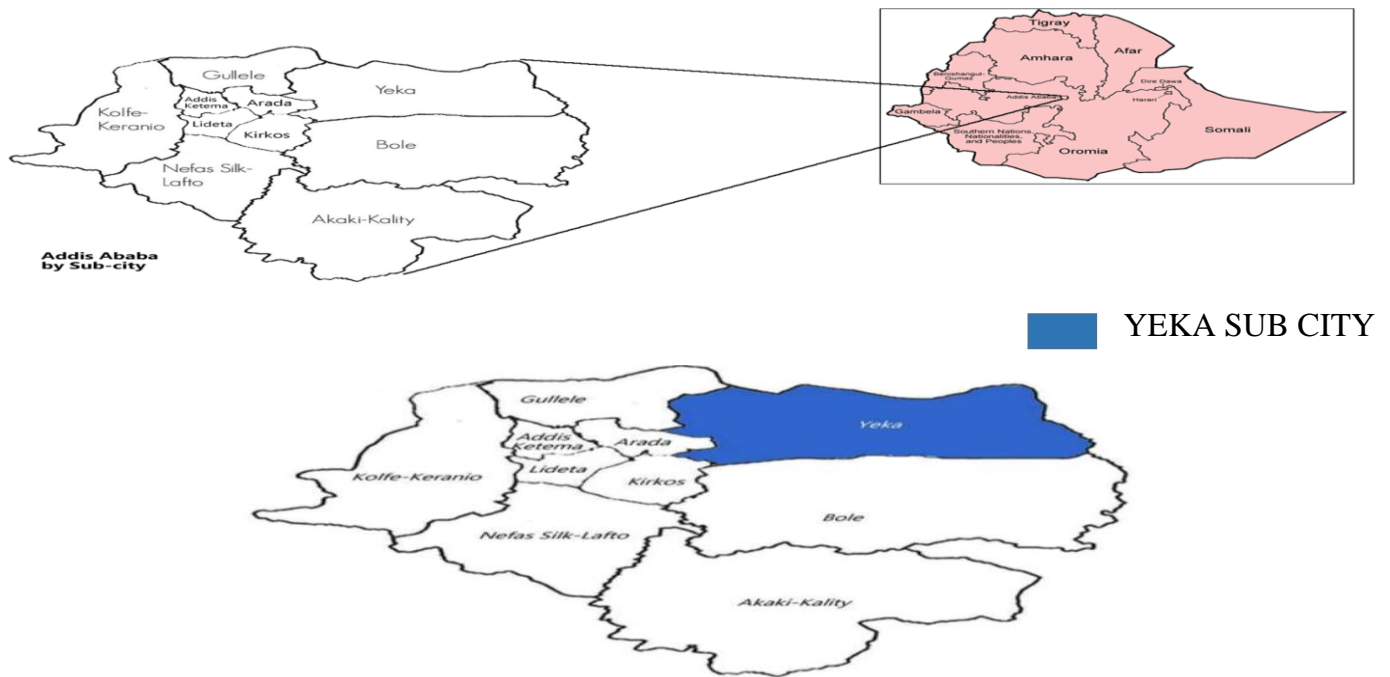 Gullele
Yeka
Addis
Ketema
Arada
Kolfe-
Keranio
Lideta
Kirkos
Bole
Nefas Silk-
Lafto
Akaki-Kality
Addis Ababa
by Sub-city
Tigray
Afar
Amhara
Benishangul-
Gumaz
Dire Dawa
Addis Ababa
Harari
Gambela
Southern Nations,
Nationalities,
and Peoples
Somali
Oromia
YEKA SUB CITY
Gullele
Yeka
Addis
Ketema
Arada
Lideta
Kolfe-Keranio
Kirkos
Bole
Nefas Silk-Lafto
Akaki-Kality